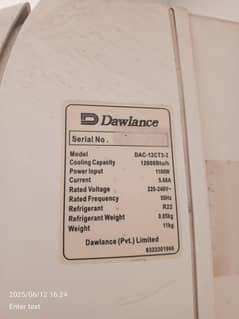 Dawlance
Serial No.
Model DAC-12CT3-2
Cooling Capacity 12000Btu/h
Power Input 1100W
Current 5.08A
Rated Voltage 220-240V~
Rated Frequency 50Hz
Refrigerant R22
Refrigerant Weight 0.85kg
Weight 11kg
Dawlance (Pvt.) Limited
2025/06/12 16:24
Enter text